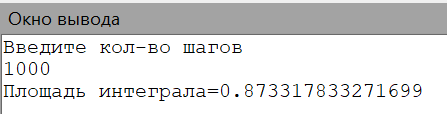 Окно вывода
Введите кол-во шагов
1000
Площадь интеграла=0.873317833271699